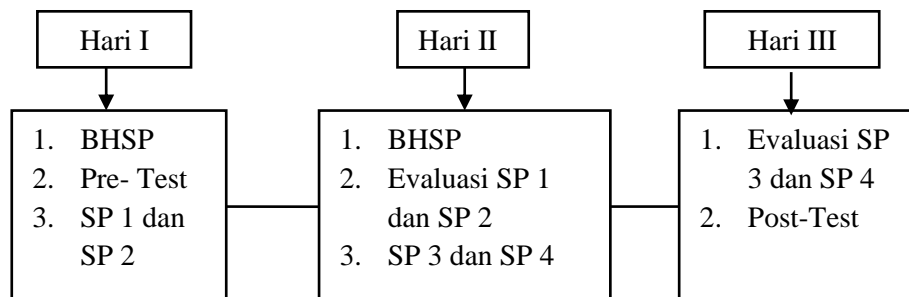 Hari I
Hari II
Hari III
1. BHSP
2. Pre- Test
3. SP 1 dan
SP 2
1. BHSP
2. Evaluasi SP 1
dan SP 2
3. SP 3 dan SP 4
1. Evaluasi SP
3 dan SP 4
2. Post-Test